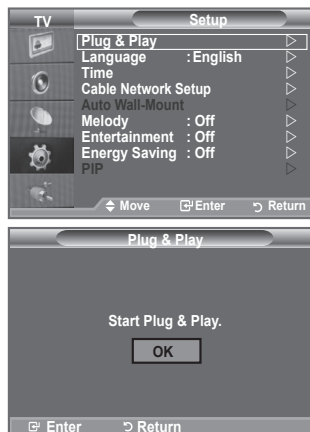 TV Setup
Plug & Play
Language : English
Time
Cable Network Setup
Auto Wall-Mount
Melody : Off
Entertainment : Off
Energy Saving : Off
PIP
Move Enter Return
Plug & Play
Start Plug & Play.
OK
Enter Return